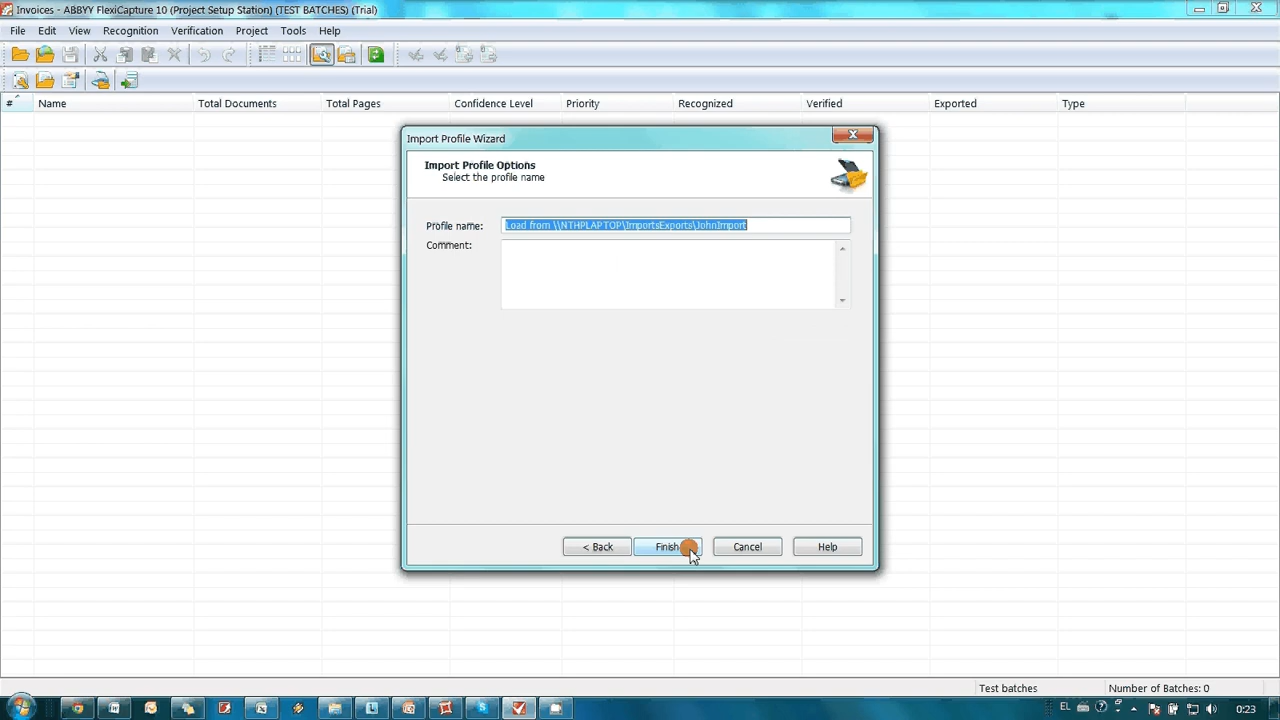 Invoices - ABBYY FlexiCapture 10 (Project Setup Station) (TEST BATCHES) (Trial)
File Edit View Recognition Verification Project Tools Help
# Name Total Documents Total Pages Confidence Level Priority Recognized Verified Exported Type
Import Profile Wizard
Import Profile Options
Select the profile name
Profile name: Load from \\NTHPLAPTOP\ImportsExports\JohnImport
Comment:
< Back Finish Cancel Help
Test batches Number of Batches: 0
EL 0:23